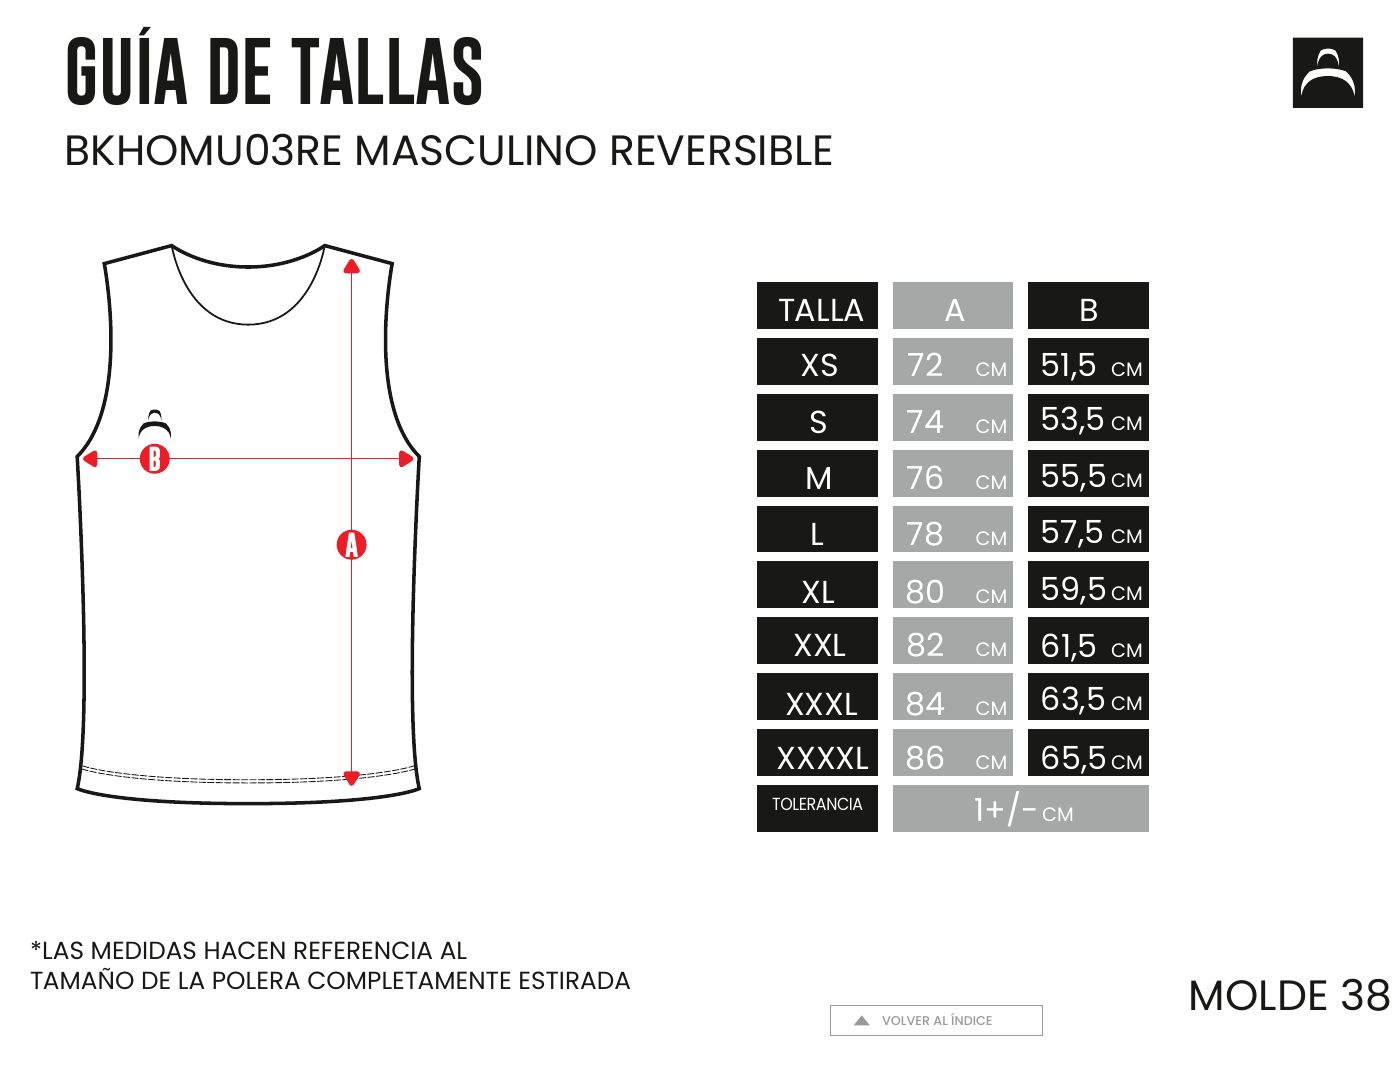 GUÍA DE TALLAS
BKHOMU03RE MASCULINO REVERSIBLE
B
A
TALLA A B
XS 72 CM 51,5 CM
S 74 CM 53,5 CM
M 76 CM 55,5 CM
L 78 CM 57,5 CM
XL 80 CM 59,5 CM
XXL 82 CM 61,5 CM
XXXL 84 CM 63,5 CM
XXXXL 86 CM 65,5 CM
TOLERANCIA 1+/- CM
*LAS MEDIDAS HACEN REFERENCIA AL
TAMAÑO DE LA POLERA COMPLETAMENTE ESTIRADA
MOLDE 38
VOLVER AL ÍNDICE